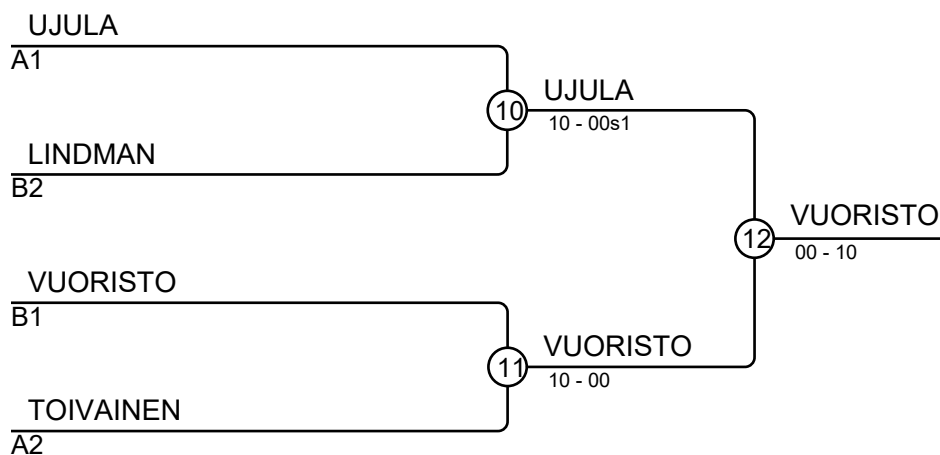 UJULA
A1
10
UJULA
10 - 00s1
LINDMAN
B2
12
VUORISTO
00 - 10
VUORISTO
B1
11
VUORISTO
10 - 00
TOIVAINEN
A2